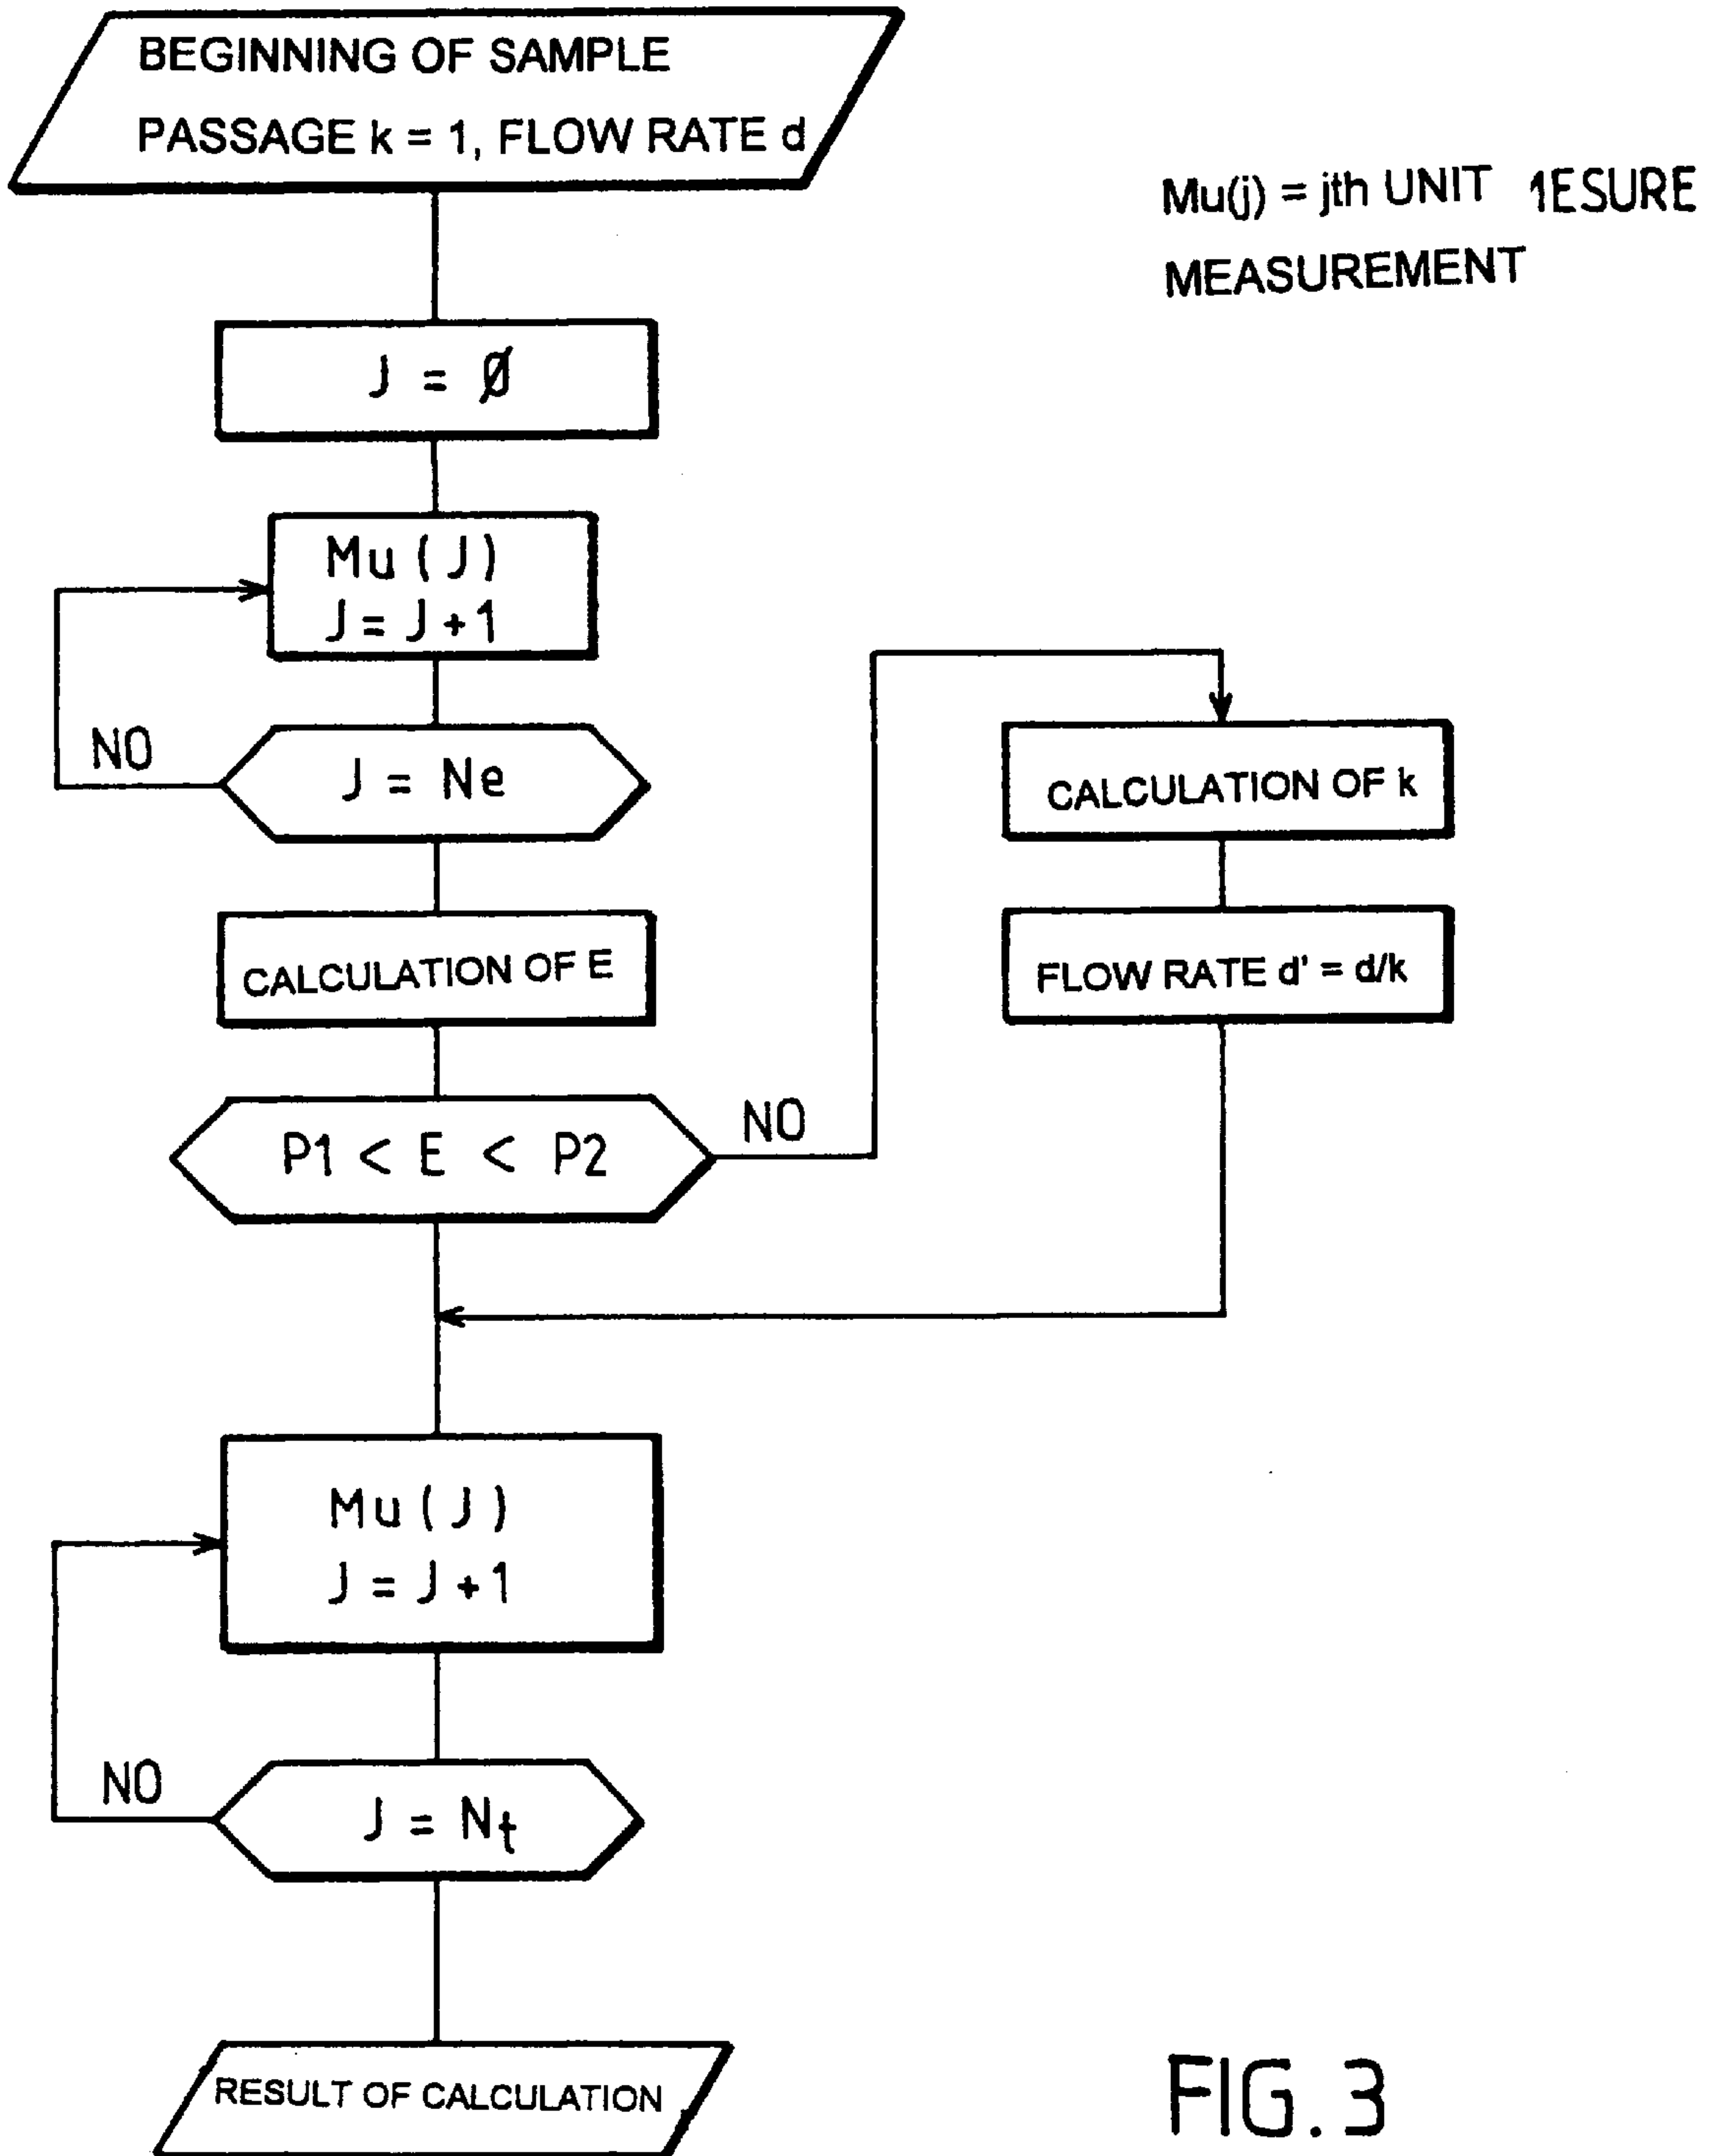 BEGINNING OF SAMPLE
PASSAGE k = 1, FLOW RATE d
Mu(j) = jth UNIT 1ESURE
MEASUREMENT
J = Ø
Mu ( J )
J = J + 1
NO
J = Ne
CALCULATION OF E
P1 < E < P2
NO
CALCULATION OF k
FLOW RATE d' = d/k
Mu ( J )
J = J + 1
NO
J = Nt
RESULT OF CALCULATION
FIG. 3